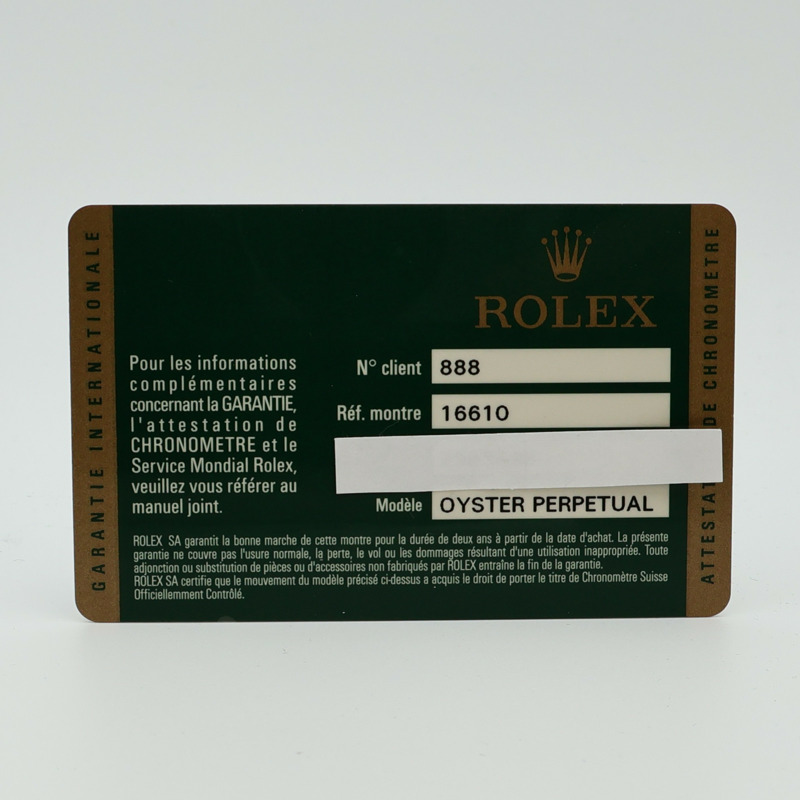 GARANTIE INTERNATIONALE
ROLEX
Pour les informations
complémentaires
concernant la GARANTIE,
l'attestation de
CHRONOMETRE et le
Service Mondial Rolex,
veuillez vous référer au
manuel joint.
N° client 888
Réf. montre 16610
Modèle OYSTER PERPETUAL
ROLEX SA garantit la bonne marche de cette montre pour la durée de deux ans à partir de la date d'achat. La présente
garantie ne couvre pas l'usure normale, la perte, le vol ou les dommages résultant d'une utilisation inappropriée. Toute
adjonction ou substitution de pièces ou d'accessoires non fabriqués par ROLEX entraîne la fin de la garantie.
ROLEX SA certifie que le mouvement du modèle précisé ci-dessus a acquis le droit de porter le titre de Chronomètre Suisse
Officiellement Contrôlé.
ATTESTAT DE CHRONOMETRE